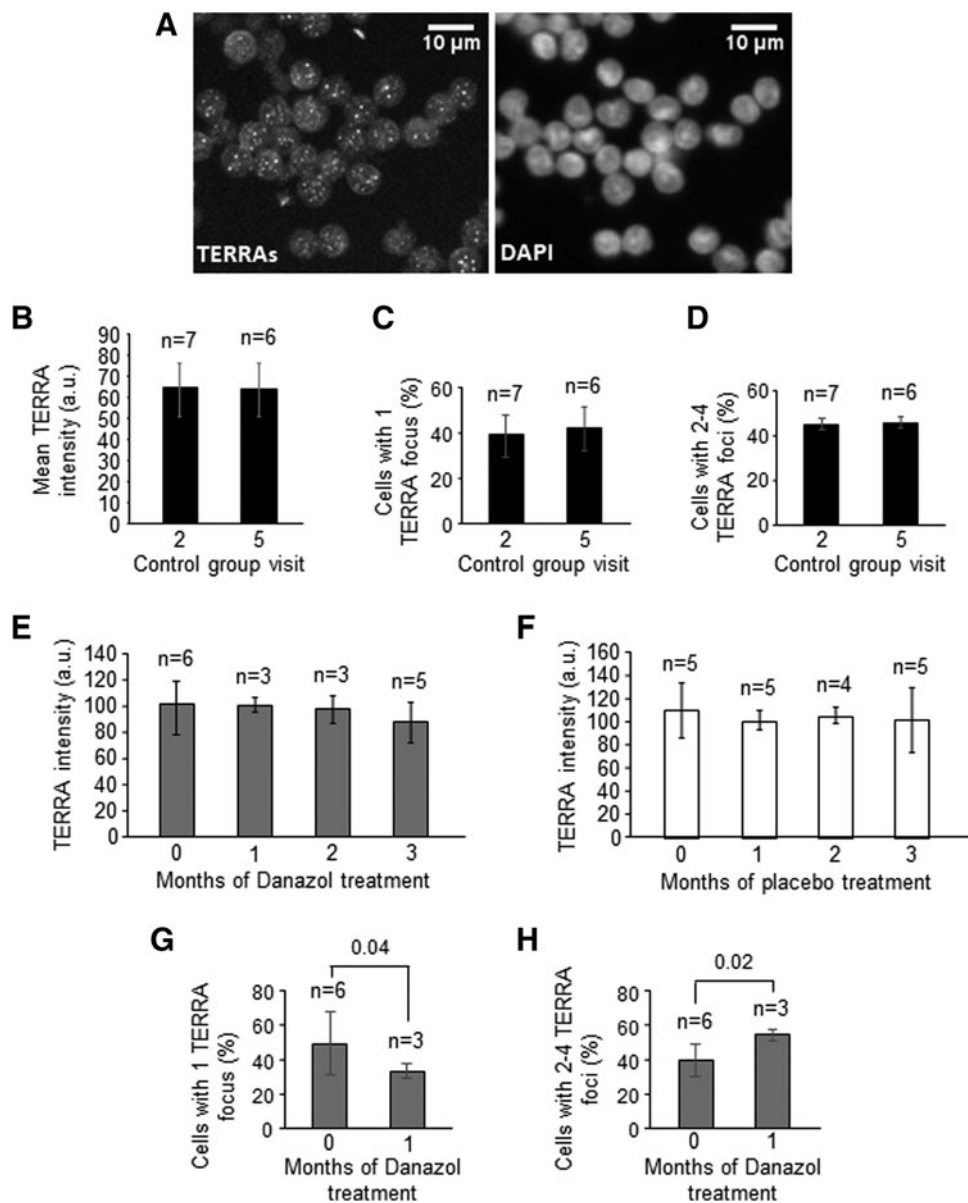 A
10 µm
10 µm
TERRAs
DAPI
B
C
D
Mean TERRA
intensity (a.u.)
90
80
70
60
50
40
30
20
10
0
n=7
n=6
2
5
Control group visit
Cells with 1
TERRA focus (%)
60
40
20
0
n=7
n=6
2
5
Control group visit
Cells with 2-4
TERRA foci (%)
60
40
20
0
n=7
n=6
2
5
Control group visit
E
F
TERRA intensity (a.u.)
140
120
100
80
60
40
20
0
n=6
n=3
n=3
n=5
0
1
2
3
Months of Danazol treatment
TERRA intensity (a.u.)
160
140
120
100
80
60
40
20
0
n=5
n=5
n=4
n=5
0
1
2
3
Months of placebo treatment
G
H
Cells with 1 TERRA
focus (%)
80
60
40
20
0
0.04
n=6
n=3
0
1
Months of Danazol
treatment
Cells with 2-4 TERRA
foci (%)
80
60
40
20
0
0.02
n=6
n=3
0
1
Months of Danazol
treatment